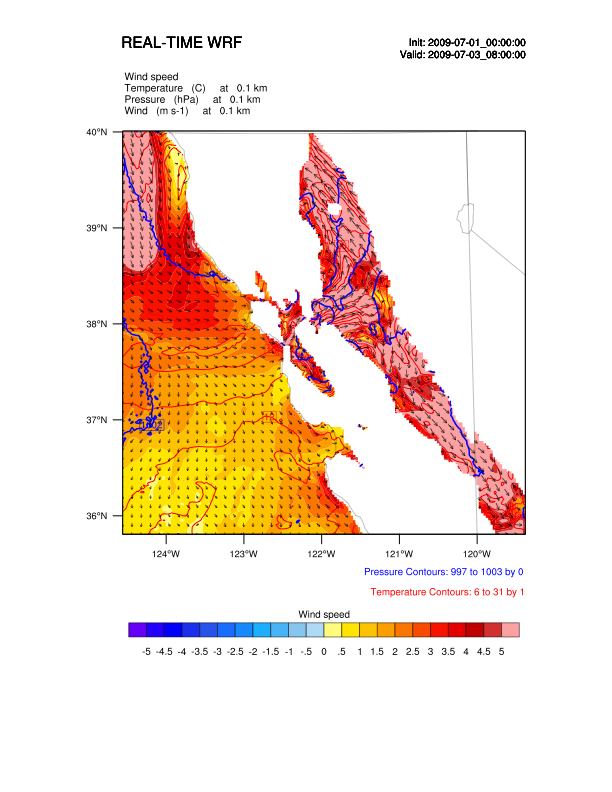 REAL-TIME WRF
Init: 2009-07-01_00:00:00
Valid: 2009-07-03_08:00:00
Wind speed
Temperature (C) at 0.1 km
Pressure (hPa) at 0.1 km
Wind (m s-1) at 0.1 km
40°N
39°N
38°N
37°N
36°N
124°W 123°W 122°W 121°W 120°W
Pressure Contours: 997 to 1003 by 0
Temperature Contours: 6 to 31 by 1
Wind speed
-5 -4.5 -4 -3.5 -3 -2.5 -2 -1.5 -1 -.5 0 .5 1 1.5 2 2.5 3 3.5 4 4.5 5